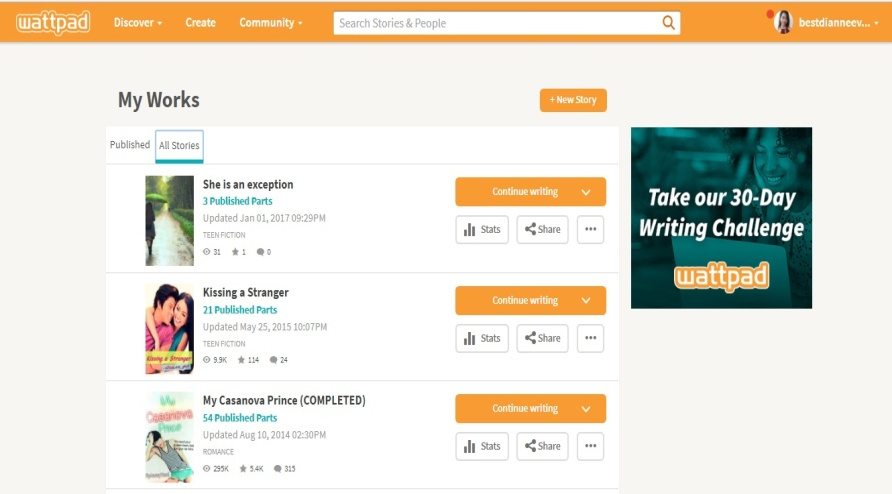 wattpad Discover Create Community Search Stories & People bestdianneev...
My Works
+ New Story
Published All Stories
She is an exception
3 Published Parts
Updated Jan 01, 2017 09:29PM
TEEN FICTION
31 1 0
Continue writing
Stats Share ...
Kissing a Stranger
21 Published Parts
Updated May 25, 2015 10:07PM
TEEN FICTION
9.9K 114 24
Continue writing
Stats Share ...
Kissing a Stranger
My Casanova Prince (COMPLETED)
54 Published Parts
Updated Aug 10, 2014 02:30PM
ROMANCE
295K 5.4K 315
Continue writing
Stats Share ...
My
Casanova
Prince
Take our 30-Day
Writing Challenge
wattpad